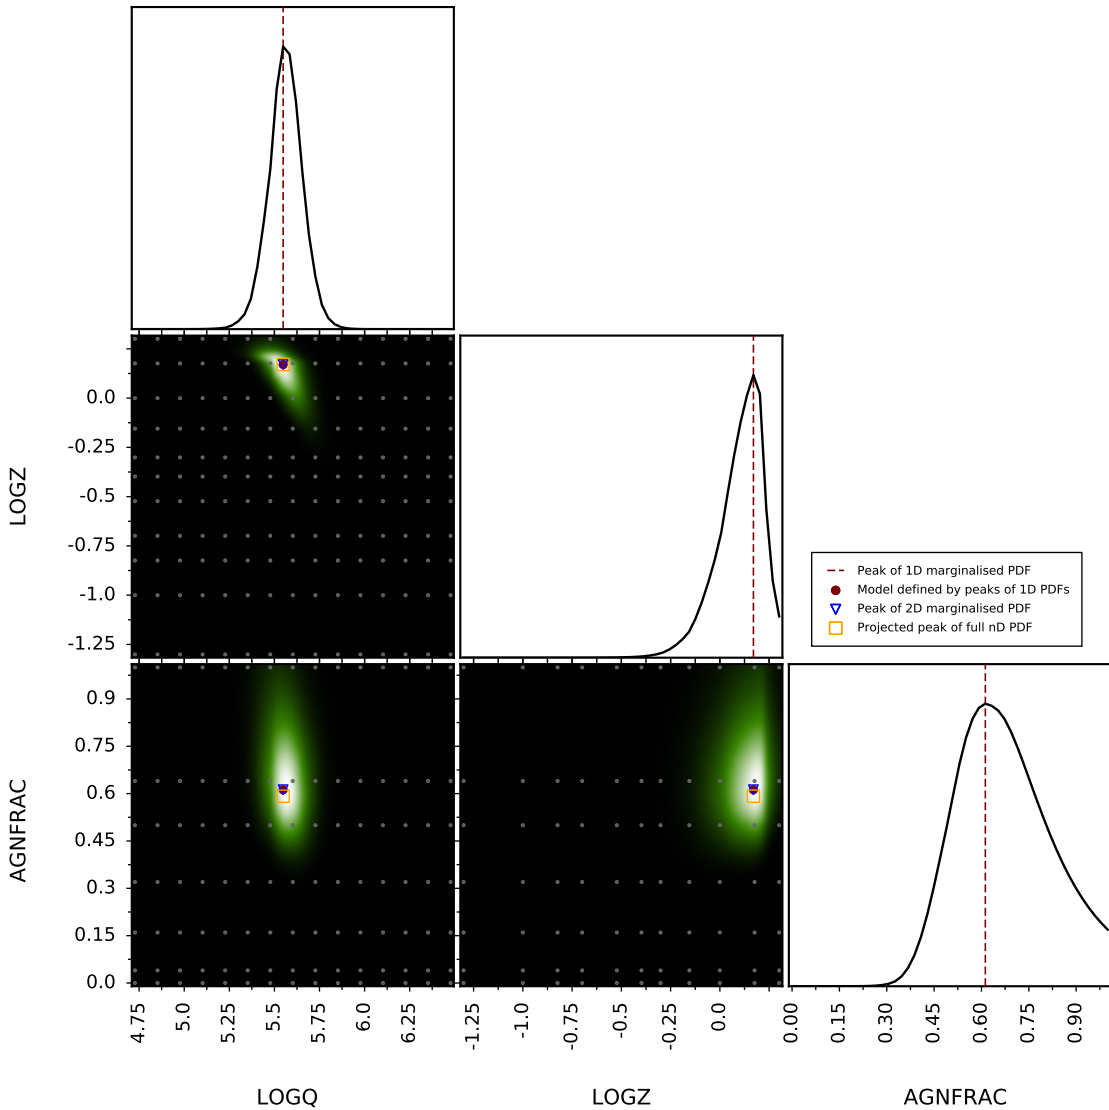 0.0
-0.25
-0.5
-0.75
-1.0
-1.25
LOGZ
Peak of 1D marginalised PDF
Model defined by peaks of 1D PDFs
Peak of 2D marginalised PDF
Projected peak of full nD PDF
0.9
0.75
0.6
0.45
0.3
0.15
0.0
AGNFRAC
4.75 5.0 5.25 5.5 5.75 6.0 6.25
-1.25 -1.0 -0.75 -0.5 -0.25 0.0
0.00 0.15 0.30 0.45 0.60 0.75 0.90
LOGQ LOGZ AGNFRAC